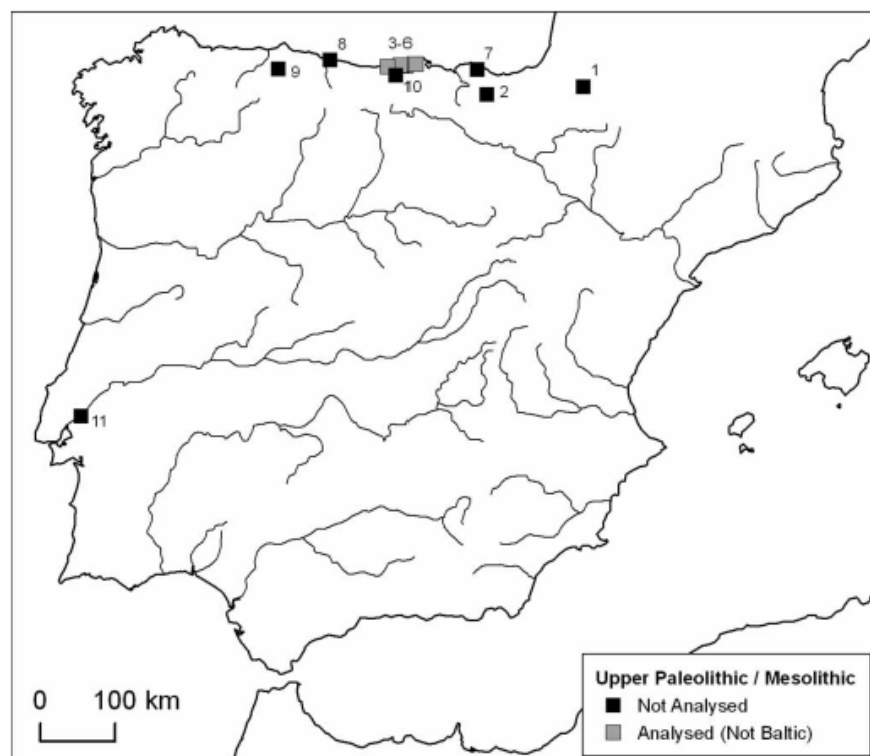 8
3-6
7
9
10
2
1
11
0 100 km
Upper Paleolithic / Mesolithic
Not Analysed
Analysed (Not Baltic)